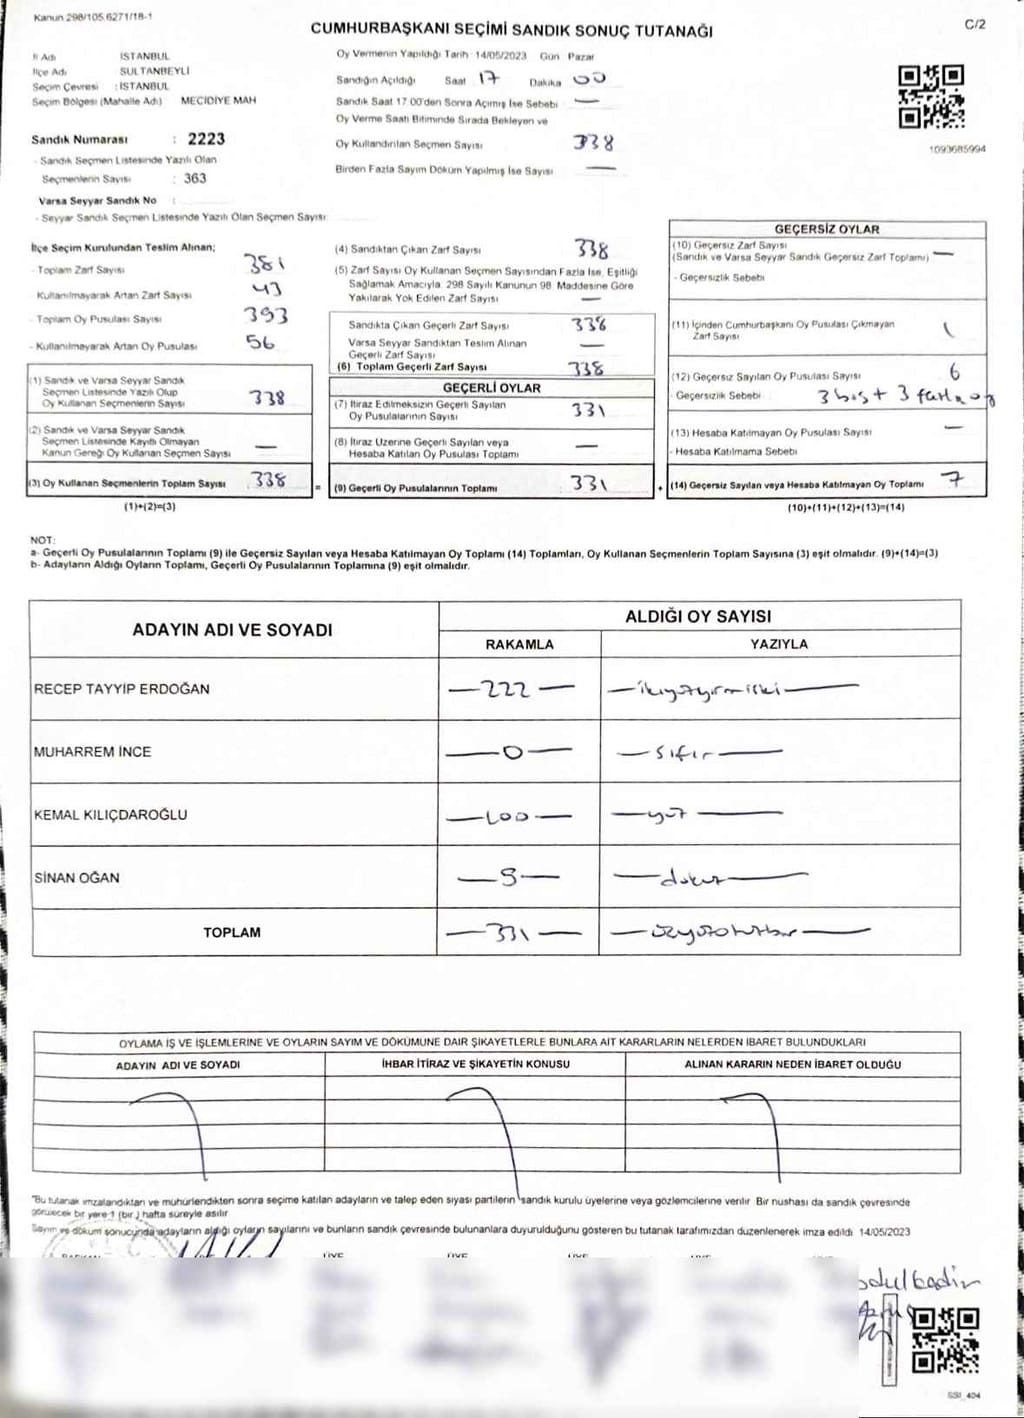 Kanun 298/105 6271/18-1
CUMHURBAŞKANI SEÇİMİ SANDIK SONUÇ TUTANAĞI
C/2
İl Adı İSTANBUL
İlçe Adı SULTANBEYLİ
Seçim Çevresi : İSTANBUL
Seçim Bölgesi (Mahalle Adı) MECİDİYE MAH
Sandık Numarası : 2223
- Sandık Seçmen Listesinde Yazılı Olan
Seçmenlerin Sayısı : 363
Varsa Seyyar Sandık No :
- Seyyar Sandık Seçmen Listesinde Yazılı Olan Seçmen Sayısı
Oy Vermenin Yapıldığı Tarih 14/05/2023 Gün Pazar
Sandığın Açıldığı Saat 17 Dakika 00
Sandık Saat 17 00'den Sonra Açımış İse Sebebi —
Oy Verme Saati Bitiminde Sırada Bekleyen ve
Oy Kullandırılan Seçmen Sayısı 338
Birden Fazla Sayım Döküm Yapılmış İse Sayısı —
1093685994
İlçe Seçim Kurulundan Teslim Alınan;
- Toplam Zarf Sayısı 381
- Kullanılmayarak Artan Zarf Sayısı 43
- Toplam Oy Pusulası Sayısı 393
- Kullanılmayarak Artan Oy Pusulası 56
(1) Sandık ve Varsa Seyyar Sandık
Seçmen Listesinde Yazılı Olup
Oy Kullanan Seçmenlerin Sayısı 338
(2) Sandık ve Varsa Seyyar Sandık
Seçmen Listesinde Kayıtlı Olmayan
Kanun Gereği Oy Kullanan Seçmen Sayısı —
(3) Oy Kullanan Seçmenlerin Toplam Sayısı 338
(1)+(2)=(3)
=
(4) Sandıktan Çıkan Zarf Sayısı 338
(5) Zarf Sayısı Oy Kullanan Seçmen Sayısından Fazla İse, Eşitliği
Sağlamak Amacıyla 298 Sayılı Kanunun 98 Maddesine Göre
Yakılarak Yok Edilen Zarf Sayısı —
Sandıkta Çıkan Geçerli Zarf Sayısı 338
Varsa Seyyar Sandıktan Teslim Alınan
Geçerli Zarf Sayısı —
(6) Toplam Geçerli Zarf Sayısı 338
GEÇERLİ OYLAR
(7) İtiraz Edilmeksizin Geçerli Sayılan
Oy Pusulalarının Sayısı 331
(8) İtiraz Üzerine Geçerli Sayılan veya
Hesaba Katılan Oy Pusulası Toplamı —
(9) Geçerli Oy Pusulalarının Toplamı 331
+
GEÇERSİZ OYLAR
(10) Geçersiz Zarf Sayısı
(Sandık ve Varsa Seyyar Sandık Geçersiz Zarf Toplamı) —
- Geçersizlik Sebebi
(11) İçinden Cumhurbaşkanı Oy Pusulası Çıkmayan
Zarf Sayısı 1
(12) Geçersiz Sayılan Oy Pusulası Sayısı 6
- Geçersizlik Sebebi 3 boş + 3 fazla oy
(13) Hesaba Katılmayan Oy Pusulası Sayısı —
- Hesaba Katılmama Sebebi
(14) Geçersiz Sayılan veya Hesaba Katılmayan Oy Toplamı 7
(10)+(11)+(12)+(13)=(14)
NOT:
a- Geçerli Oy Pusulalarının Toplamı (9) ile Geçersiz Sayılan veya Hesaba Katılmayan Oy Toplamı (14) Toplamları, Oy Kullanan Seçmenlerin Toplam Sayısına (3) eşit olmalıdır. (9)+(14)=(3)
b- Adayların Aldığı Oyların Toplamı, Geçerli Oy Pusulalarının Toplamına (9) eşit olmalıdır.
ADAYIN ADI VE SOYADI
ALDIĞI OY SAYISI
RAKAMLA YAZIYLA
RECEP TAYYİP ERDOĞAN — 222 — — ikiyüzyirmiiki —
MUHARREM İNCE — 0 — — sıfır —
KEMAL KILIÇDAROĞLU — 100 — — yüz —
SİNAN OĞAN — 9 — — dokuz —
TOPLAM — 331 — — üçyüzotuzbir —
OYLAMA İŞ VE İŞLEMLERİNE VE OYLARIN SAYIM VE DÖKÜMÜNE DAİR ŞİKAYETLERLE BUNLARA AİT KARARLARIN NELERDEN İBARET BULUNDUKLARI
ADAYIN ADI VE SOYADI İHBAR İTİRAZ VE ŞİKAYETİN KONUSU ALINAN KARARIN NEDEN İBARET OLDUĞU
"Bu tutanak imzalandıktan ve mühürlendikten sonra seçime katılan adayların ve talep eden siyasi partilerin sandık kurulu üyelerine veya gözlemcilerine verilir. Bir nushası da sandık çevresinde
görülecek bir yere 1 (bir ) hafta süreyle asılır
Sayım ve döküm sonucunda adayların aldığı oyların sayılarını ve bunların sandık çevresinde bulunanlara duyurulduğunu gösteren bu tutanak tarafımızdan düzenlenerek imza edildi 14/05/2023
SSI_404